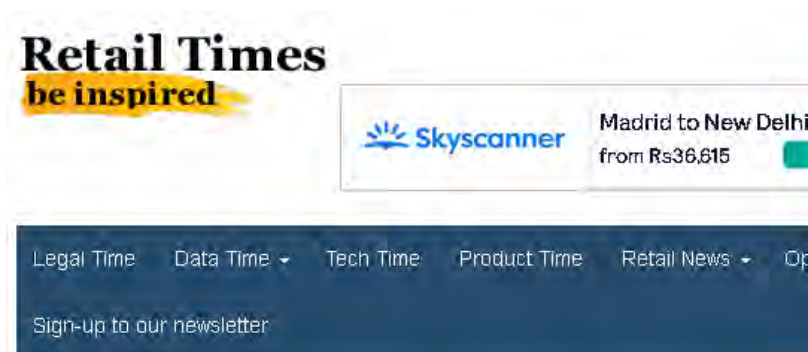 Retail Times
be inspired
Skyscanner
Madrid to New Delhi
from Rs36,615
Legal Time Data Time Tech Time Product Time Retail News Op
Sign-up to our newsletter